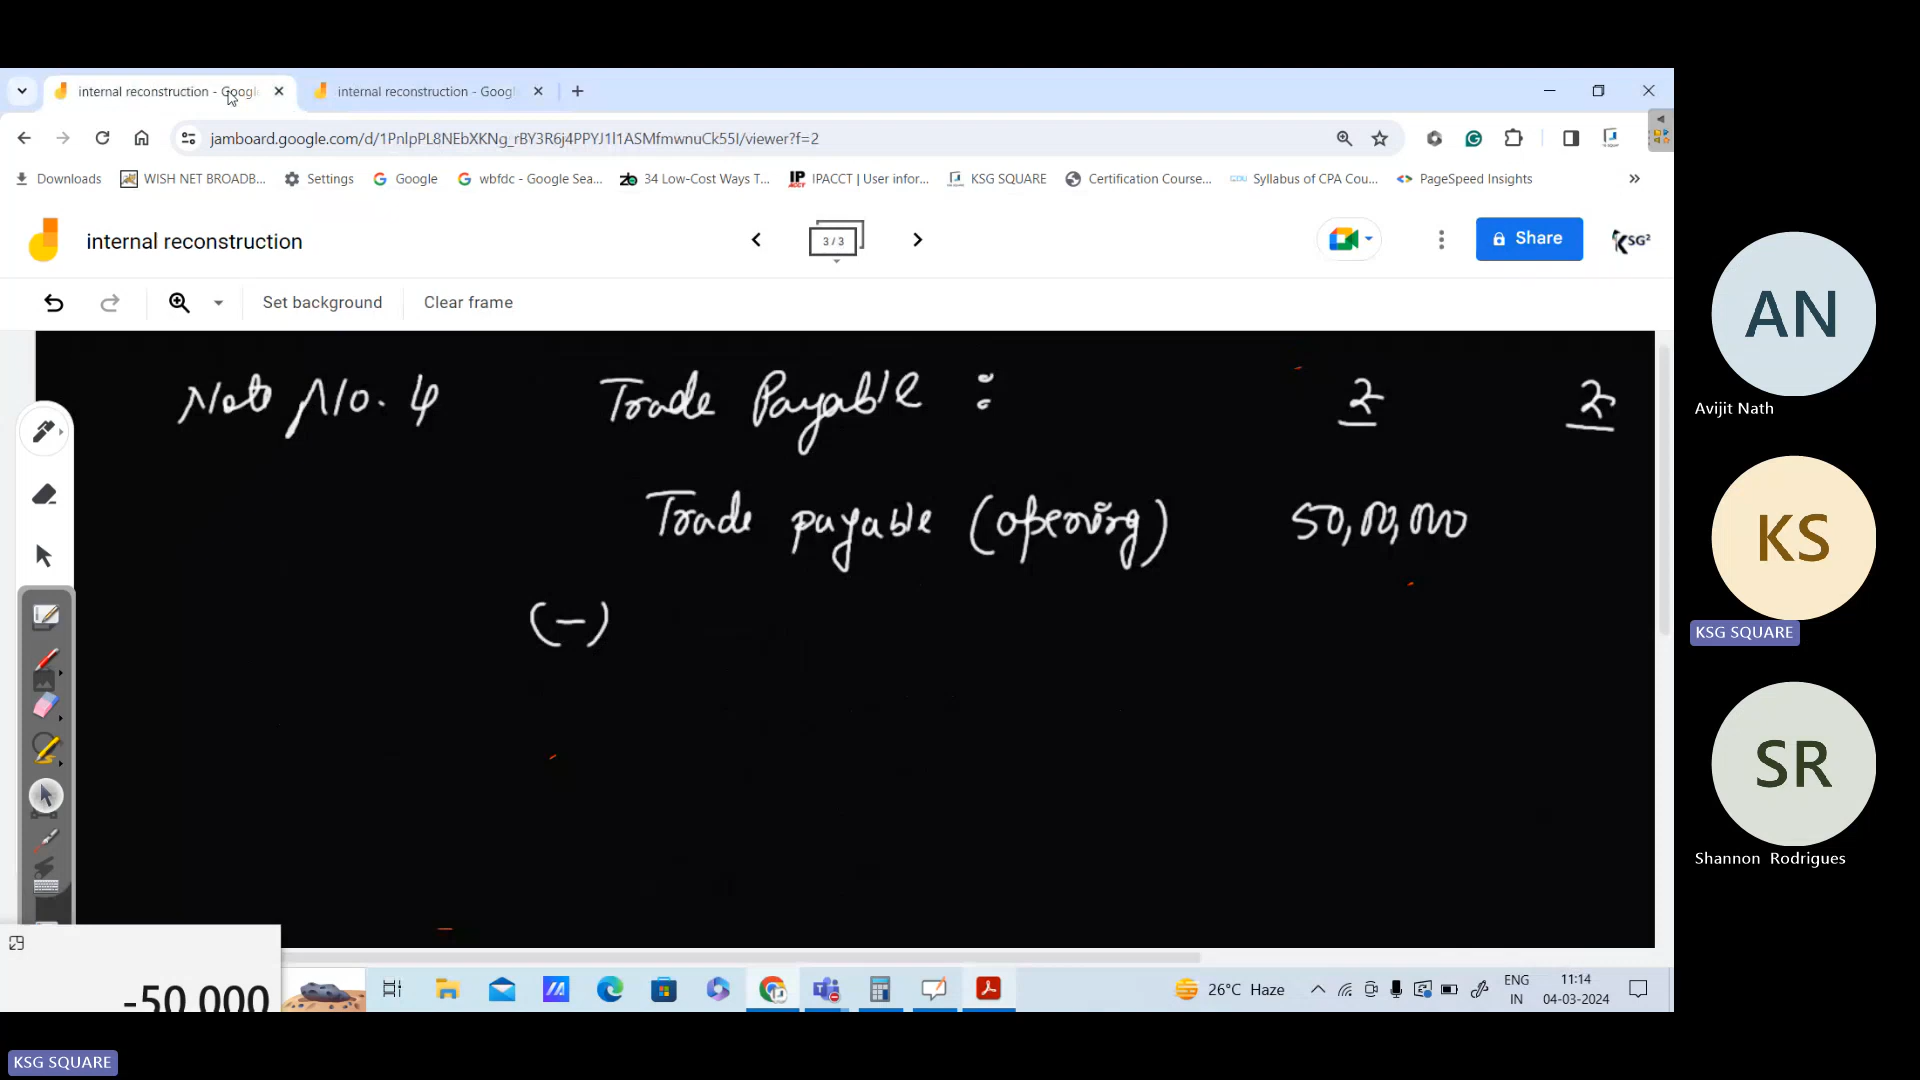 internal reconstruction - Googl
internal reconstruction - Googl
jamboard.google.com/d/1PnlpPL8NEbXKNg_rBY3R6j4PPYJ1l1ASMfmwnuCk55I/viewer?f=2
Downloads
WISH NET BROADB...
Settings
Google
wbfdc - Google Sea...
34 Low-Cost Ways T...
IPACCT | User infor...
KSG SQUARE
Certification Course...
Syllabus of CPA Cou...
PageSpeed Insights
»
internal reconstruction
3 / 3
Share
KSG²
Set background
Clear frame
Note No. 4 Trade Payable :
Trade payable (opening) 50,00,000
(-)
-50,000
26°C Haze
ENG
IN
11:14
04-03-2024
AN
Avijit Nath
KS
KSG SQUARE
SR
Shannon Rodrigues
KSG SQUARE